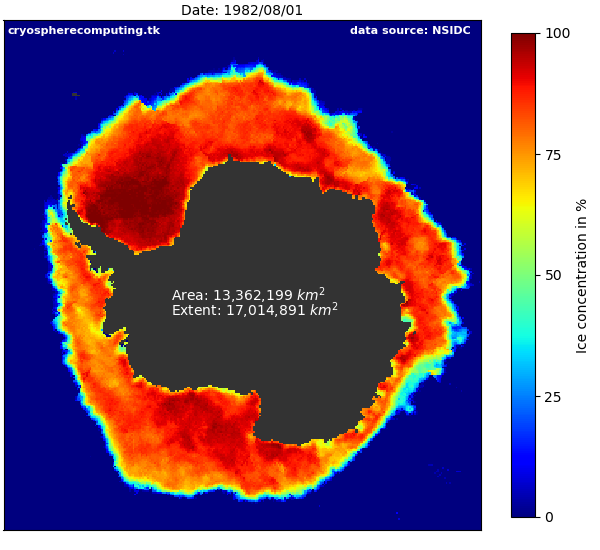 Date: 1982/08/01
cryospherecomputing.tk
data source: NSIDC
100
75
50
25
0
Ice concentration in %
Area: 13,362,199 km²
Extent: 17,014,891 km²